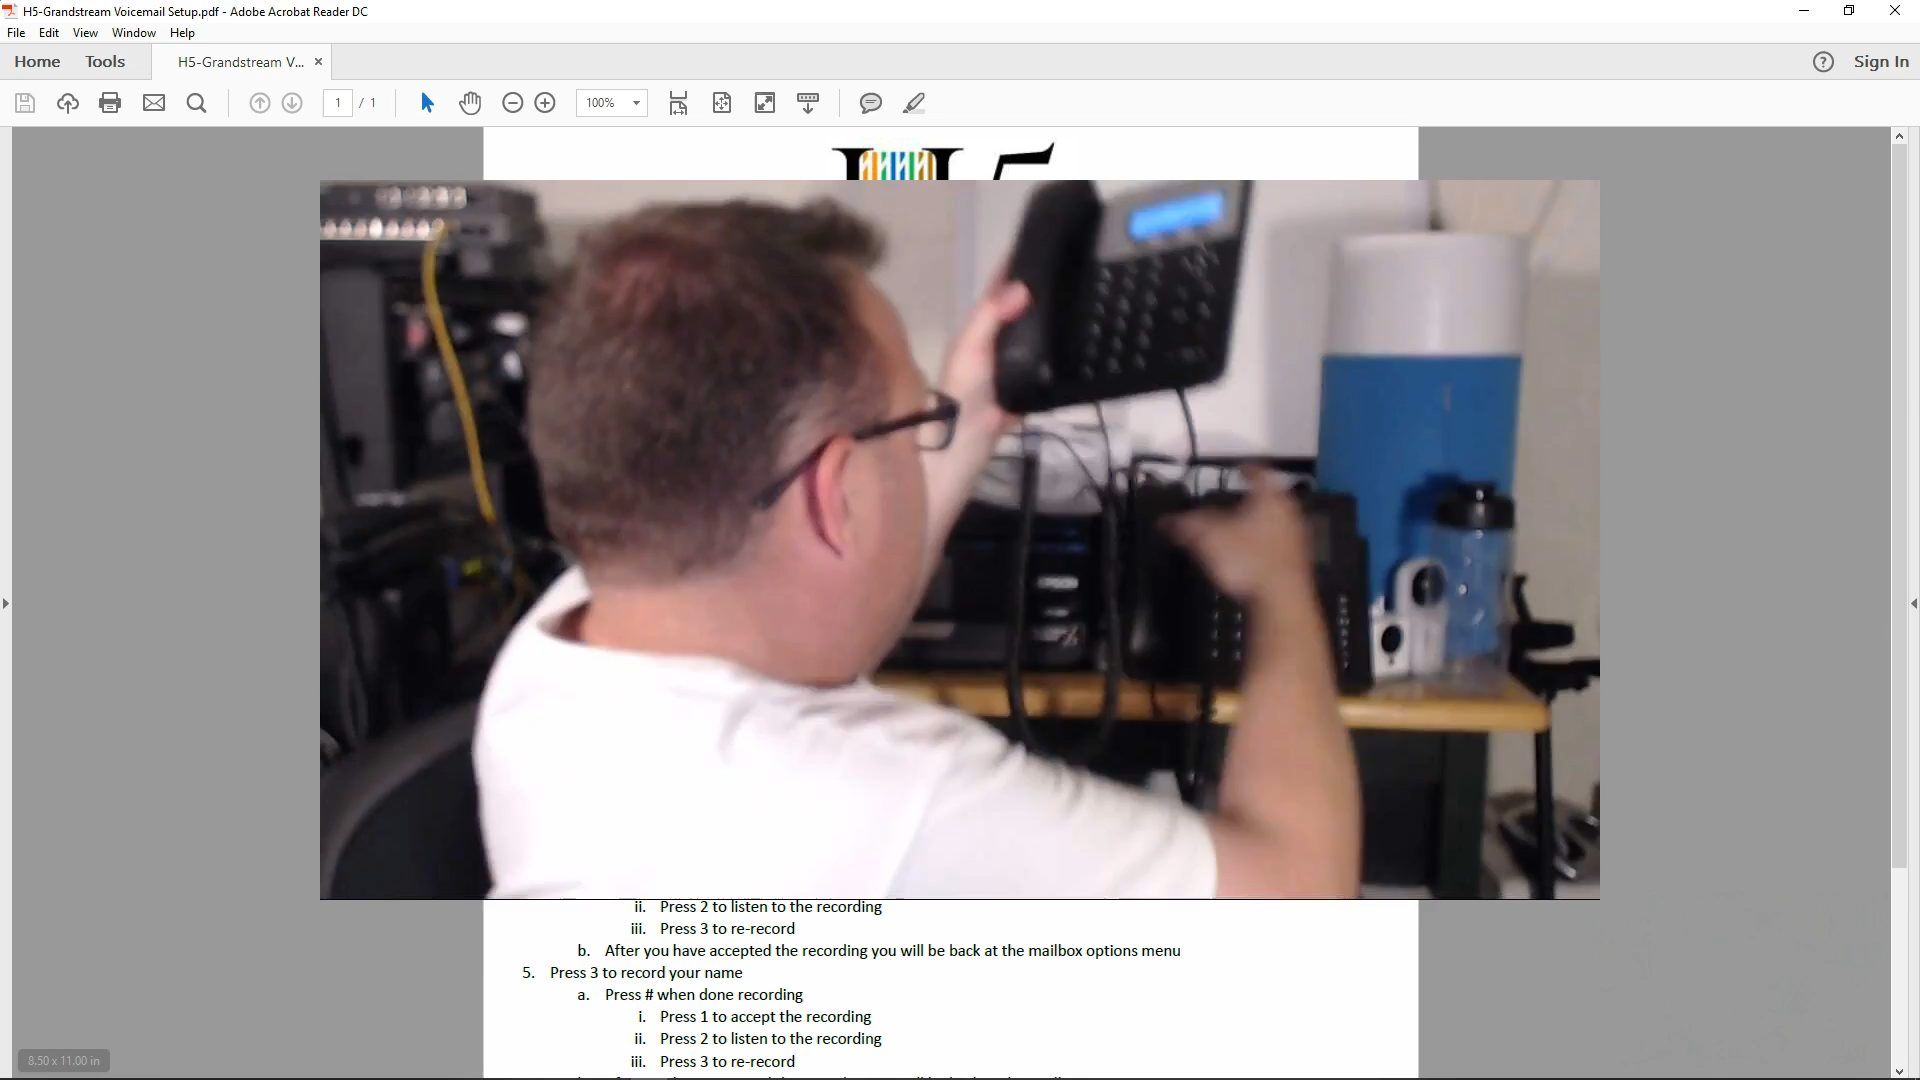 H5-Grandstream Voicemail Setup.pdf - Adobe Acrobat Reader DC
File Edit View Window Help
Home Tools H5-Grandstream V... × Sign In
1 / 1 100%
H5
EPSON
ii. Press 2 to listen to the recording
iii. Press 3 to re-record
b. After you have accepted the recording you will be back at the mailbox options menu
5. Press 3 to record your name
a. Press # when done recording
i. Press 1 to accept the recording
ii. Press 2 to listen to the recording
iii. Press 3 to re-record
8.50 x 11.00 in